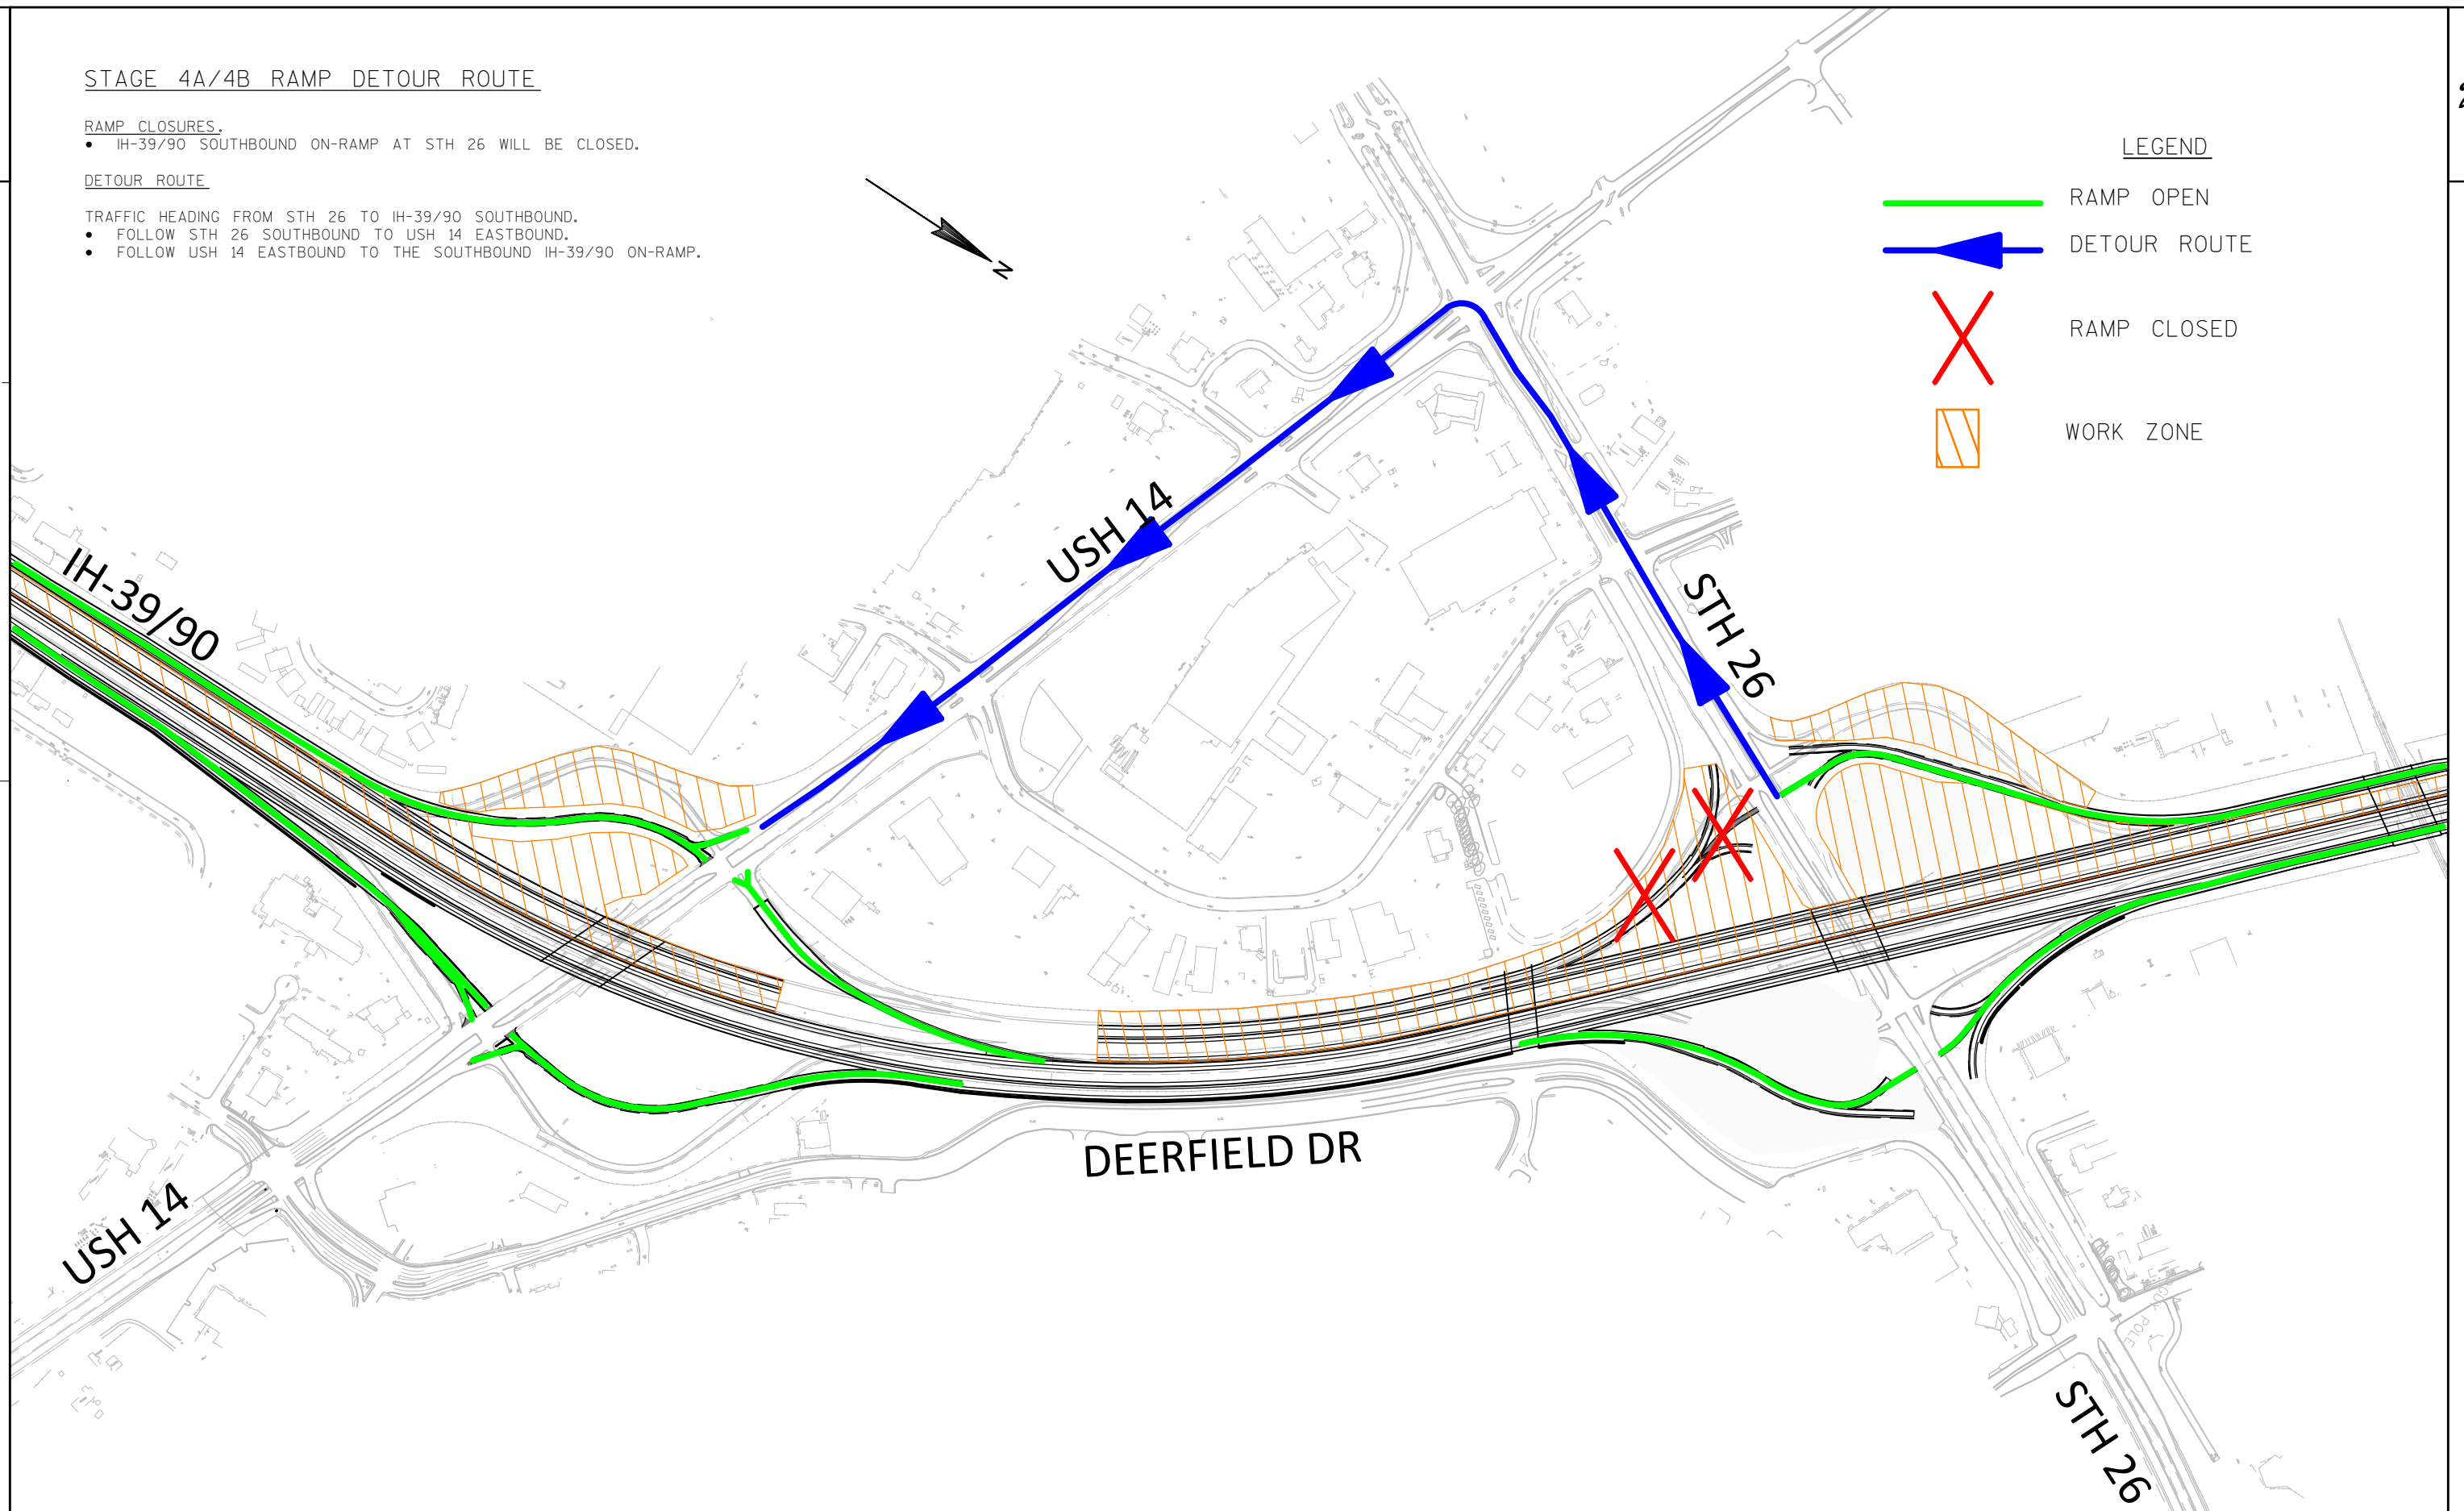 STAGE 4A/4B RAMP DETOUR ROUTE
RAMP CLOSURES.
• IH-39/90 SOUTHBOUND ON-RAMP AT STH 26 WILL BE CLOSED.
DETOUR ROUTE
TRAFFIC HEADING FROM STH 26 TO IH-39/90 SOUTHBOUND.
• FOLLOW STH 26 SOUTHBOUND TO USH 14 EASTBOUND.
• FOLLOW USH 14 EASTBOUND TO THE SOUTHBOUND IH-39/90 ON-RAMP.
N
LEGEND
RAMP OPEN
DETOUR ROUTE
RAMP CLOSED
WORK ZONE
USH 14
IH-39/90
STH 26
DEERFIELD DR
USH 14
STH 26
POLE